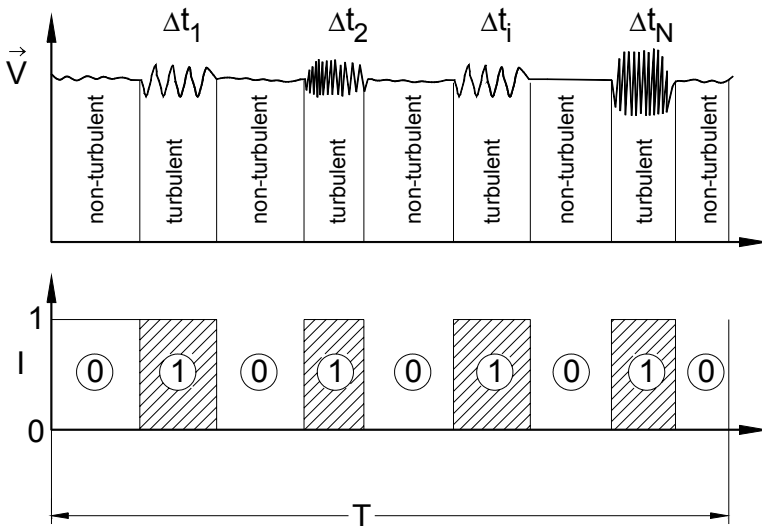 Δt1 Δt2 Δti ΔtN
V
non-turbulent turbulent non-turbulent turbulent non-turbulent turbulent non-turbulent turbulent non-turbulent
1
I
0 1 0 1 0 1 0 1 0
0
T